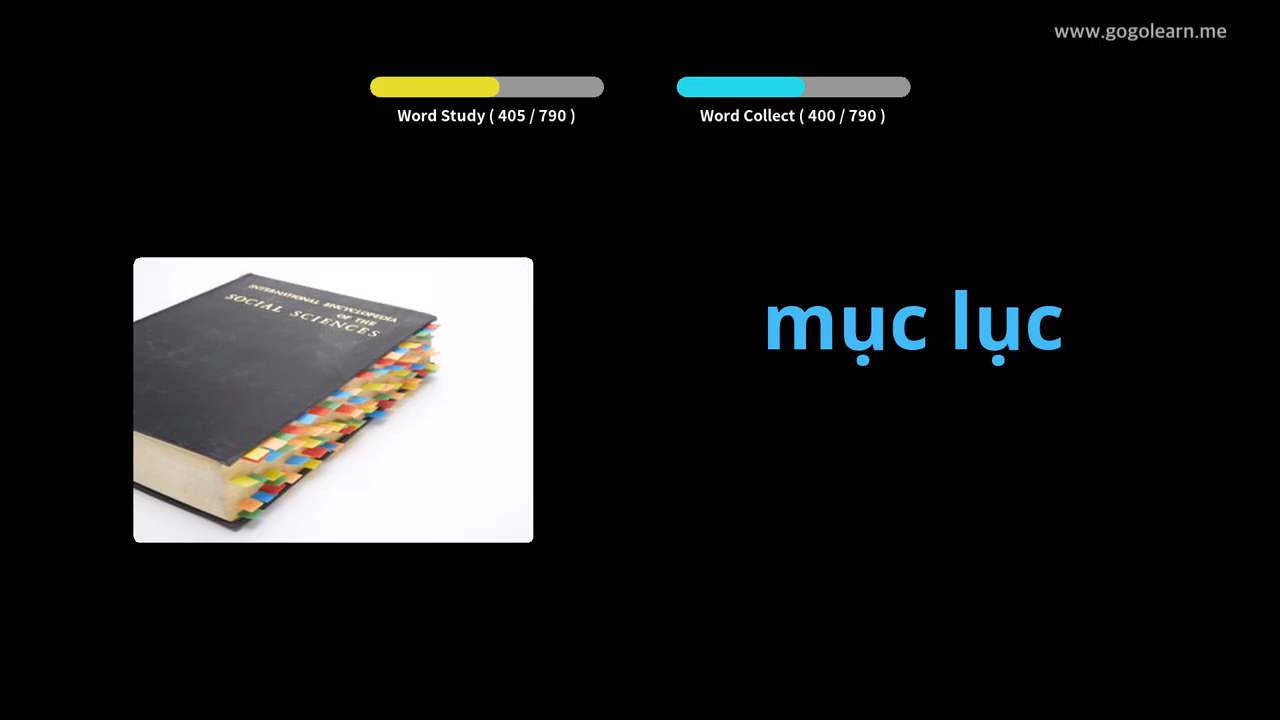 www.gogolearn.me
Word Study ( 405 / 790 )
Word Collect ( 400 / 790 )
INTERNATIONAL ENCYCLOPEDIA
OF THE
SOCIAL SCIENCES
mục lục